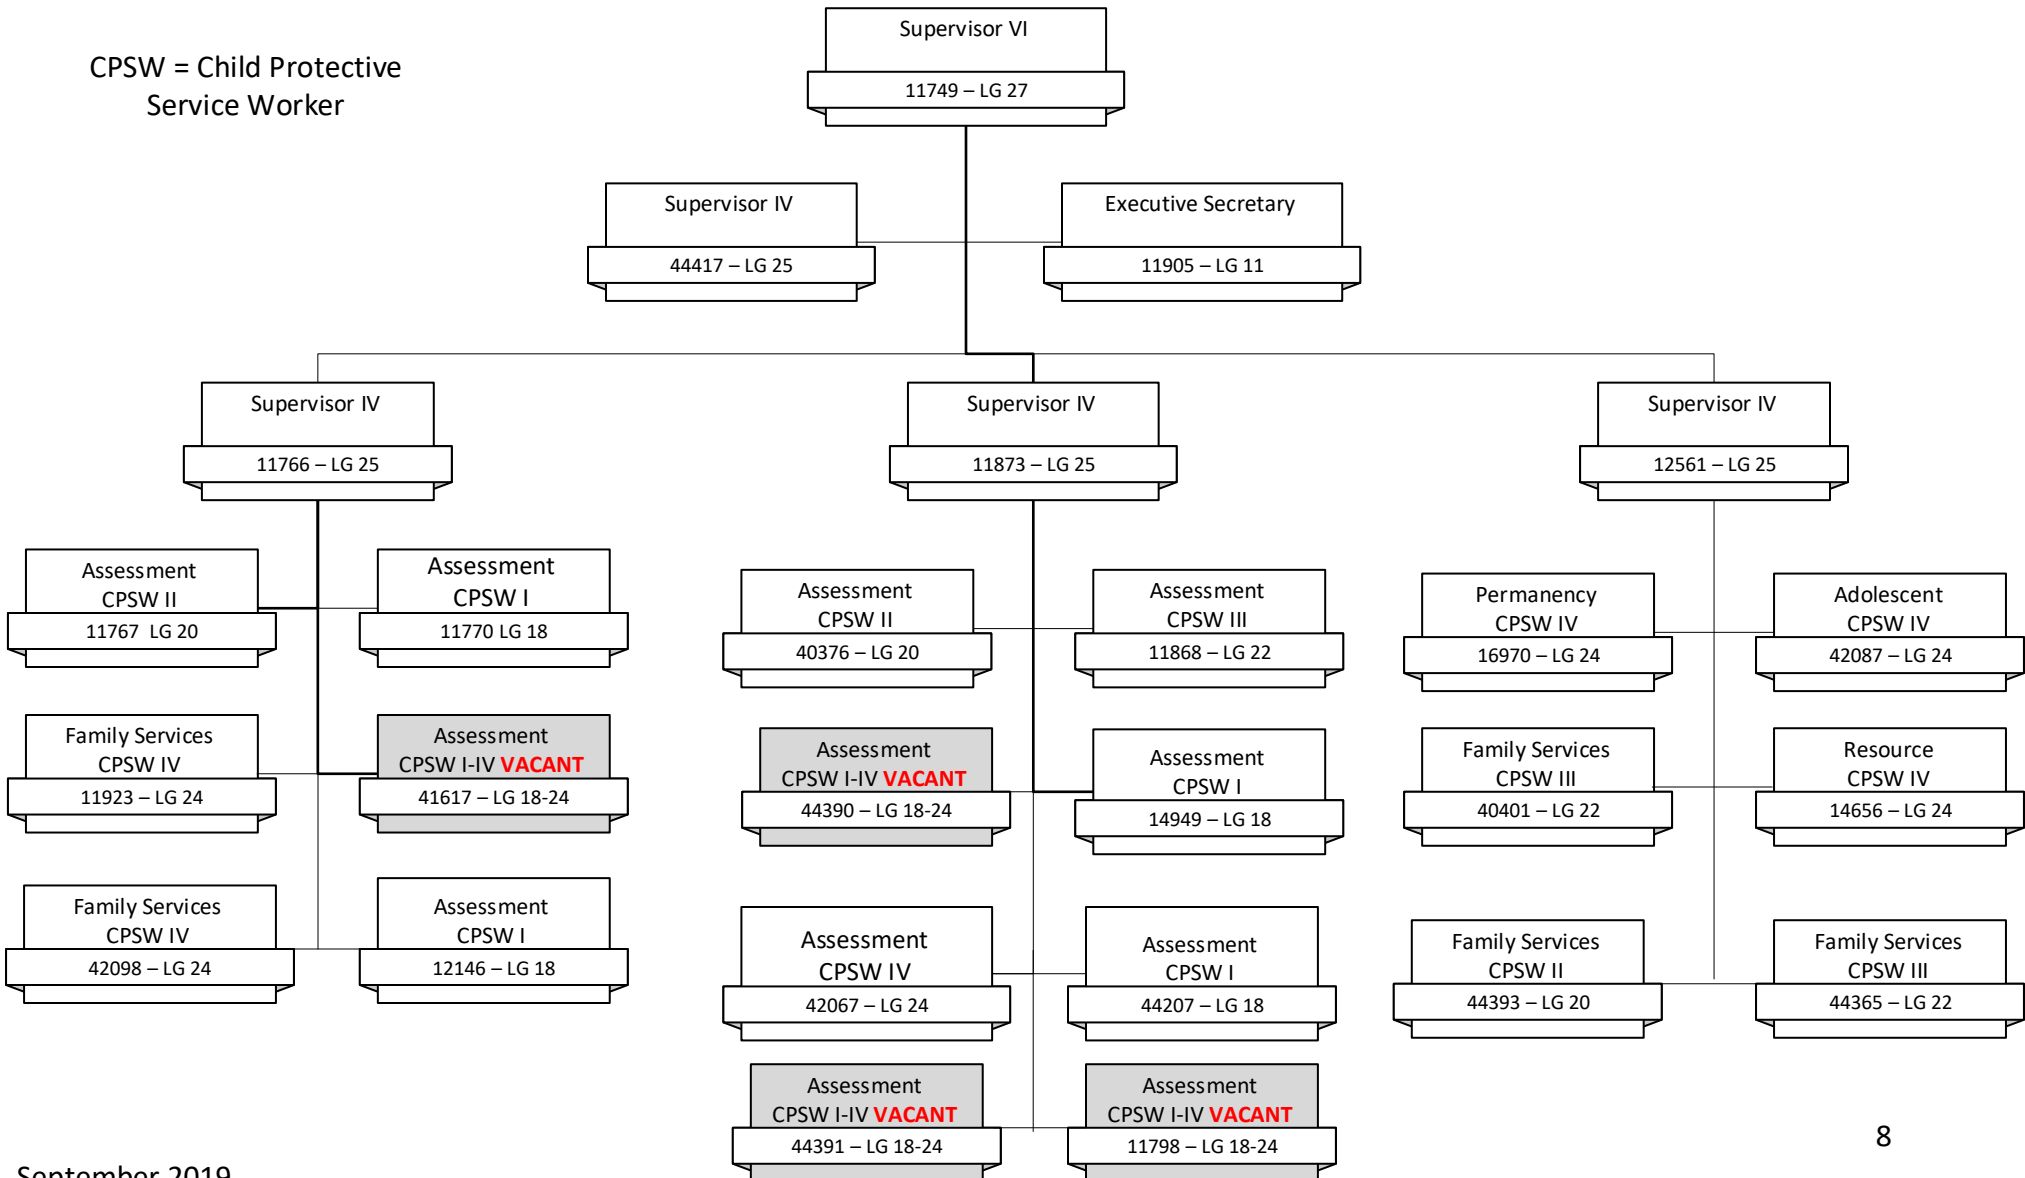 CPSW = Child Protective
Service Worker
Supervisor VI
11749 – LG 27
Supervisor IV
44417 – LG 25
Executive Secretary
11905 – LG 11
Supervisor IV
11766 – LG 25
Supervisor IV
11873 – LG 25
Supervisor IV
12561 – LG 25
Assessment
CPSW II
11767 LG 20
Assessment
CPSW I
11770 LG 18
Family Services
CPSW IV
11923 – LG 24
Assessment
CPSW I-IV VACANT
41617 – LG 18-24
Family Services
CPSW IV
42098 – LG 24
Assessment
CPSW I
12146 – LG 18
Assessment
CPSW II
40376 – LG 20
Assessment
CPSW III
11868 – LG 22
Assessment
CPSW I-IV VACANT
44390 – LG 18-24
Assessment
CPSW I
14949 – LG 18
Assessment
CPSW IV
42067 – LG 24
Assessment
CPSW I
44207 – LG 18
Assessment
CPSW I-IV VACANT
44391 – LG 18-24
Assessment
CPSW I-IV VACANT
11798 – LG 18-24
Permanency
CPSW IV
16970 – LG 24
Adolescent
CPSW IV
42087 – LG 24
Family Services
CPSW III
40401 – LG 22
Resource
CPSW IV
14656 – LG 24
Family Services
CPSW II
44393 – LG 20
Family Services
CPSW III
44365 – LG 22
8
September 2019